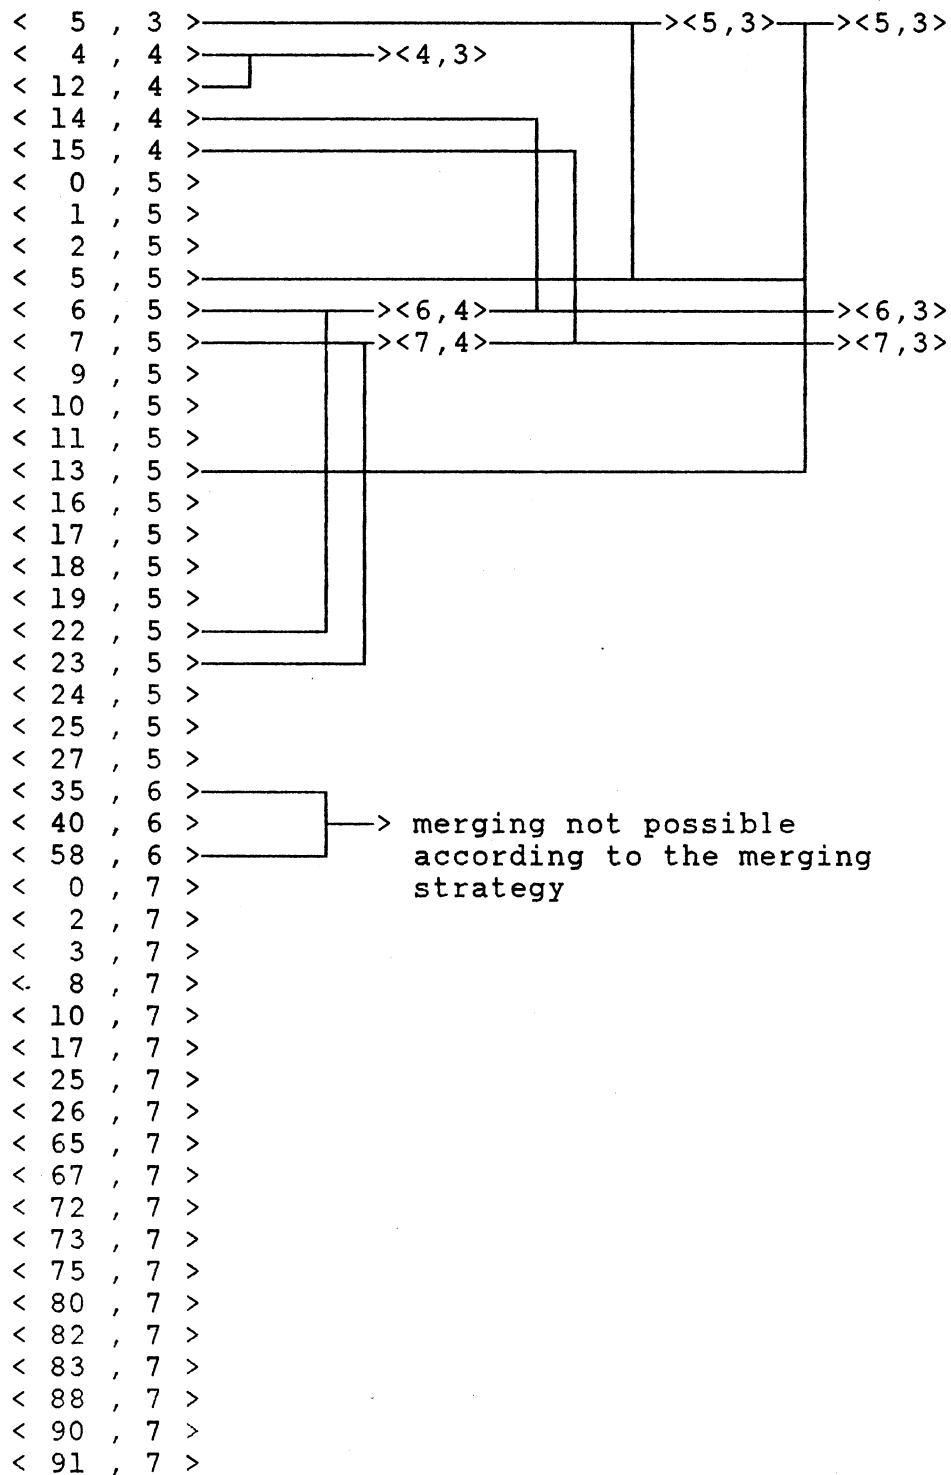 < 5 , 3 > ><5,3> ><5,3>
< 4 , 4 > ><4,3>
< 12 , 4 >
< 14 , 4 >
< 15 , 4 >
< 0 , 5 >
< 1 , 5 >
< 2 , 5 >
< 5 , 5 >
< 6 , 5 > ><6,4> ><6,3>
< 7 , 5 > ><7,4> ><7,3>
< 9 , 5 >
< 10 , 5 >
< 11 , 5 >
< 13 , 5 >
< 16 , 5 >
< 17 , 5 >
< 18 , 5 >
< 19 , 5 >
< 22 , 5 >
< 23 , 5 >
< 24 , 5 >
< 25 , 5 >
< 27 , 5 >
< 35 , 6 >
< 40 , 6 > > merging not possible
< 58 , 6 > according to the merging
< 0 , 7 > strategy
< 2 , 7 >
< 3 , 7 >
< 8 , 7 >
< 10 , 7 >
< 17 , 7 >
< 25 , 7 >
< 26 , 7 >
< 65 , 7 >
< 67 , 7 >
< 72 , 7 >
< 73 , 7 >
< 75 , 7 >
< 80 , 7 >
< 82 , 7 >
< 83 , 7 >
< 88 , 7 >
< 90 , 7 >
< 91 , 7 >